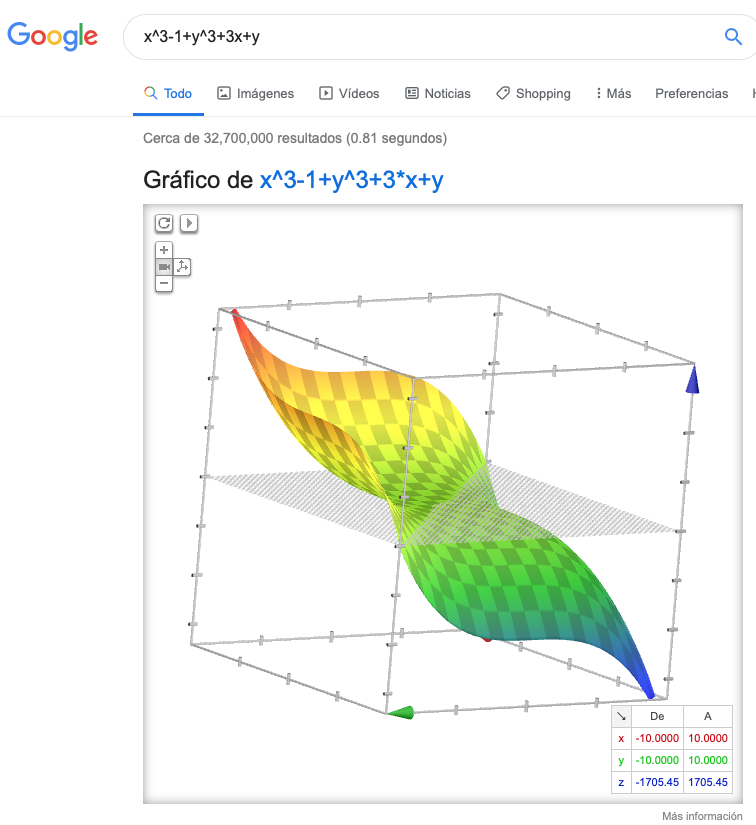 Google
x^3-1+y^3+3x+y
Todo Imágenes Vídeos Noticias Shopping Más Preferencias
Cerca de 32,700,000 resultados (0.81 segundos)
Gráfico de x^3-1+y^3+3*x+y
De A
x -10.0000 10.0000
y -10.0000 10.0000
z -1705.45 1705.45
Más información